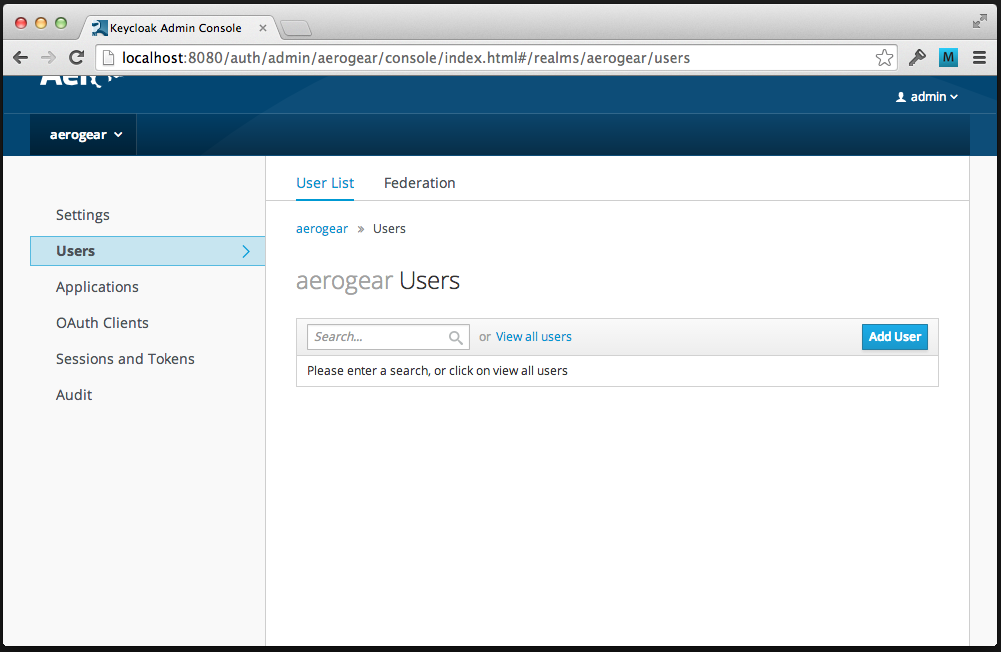 Keycloak Admin Console
localhost:8080/auth/admin/aerogear/console/index.html#/realms/aerogear/users
M
admin
aerogear
User List Federation
Settings
Users
Applications
OAuth Clients
Sessions and Tokens
Audit
aerogear » Users
aerogear Users
Search... or View all users Add User
Please enter a search, or click on view all users